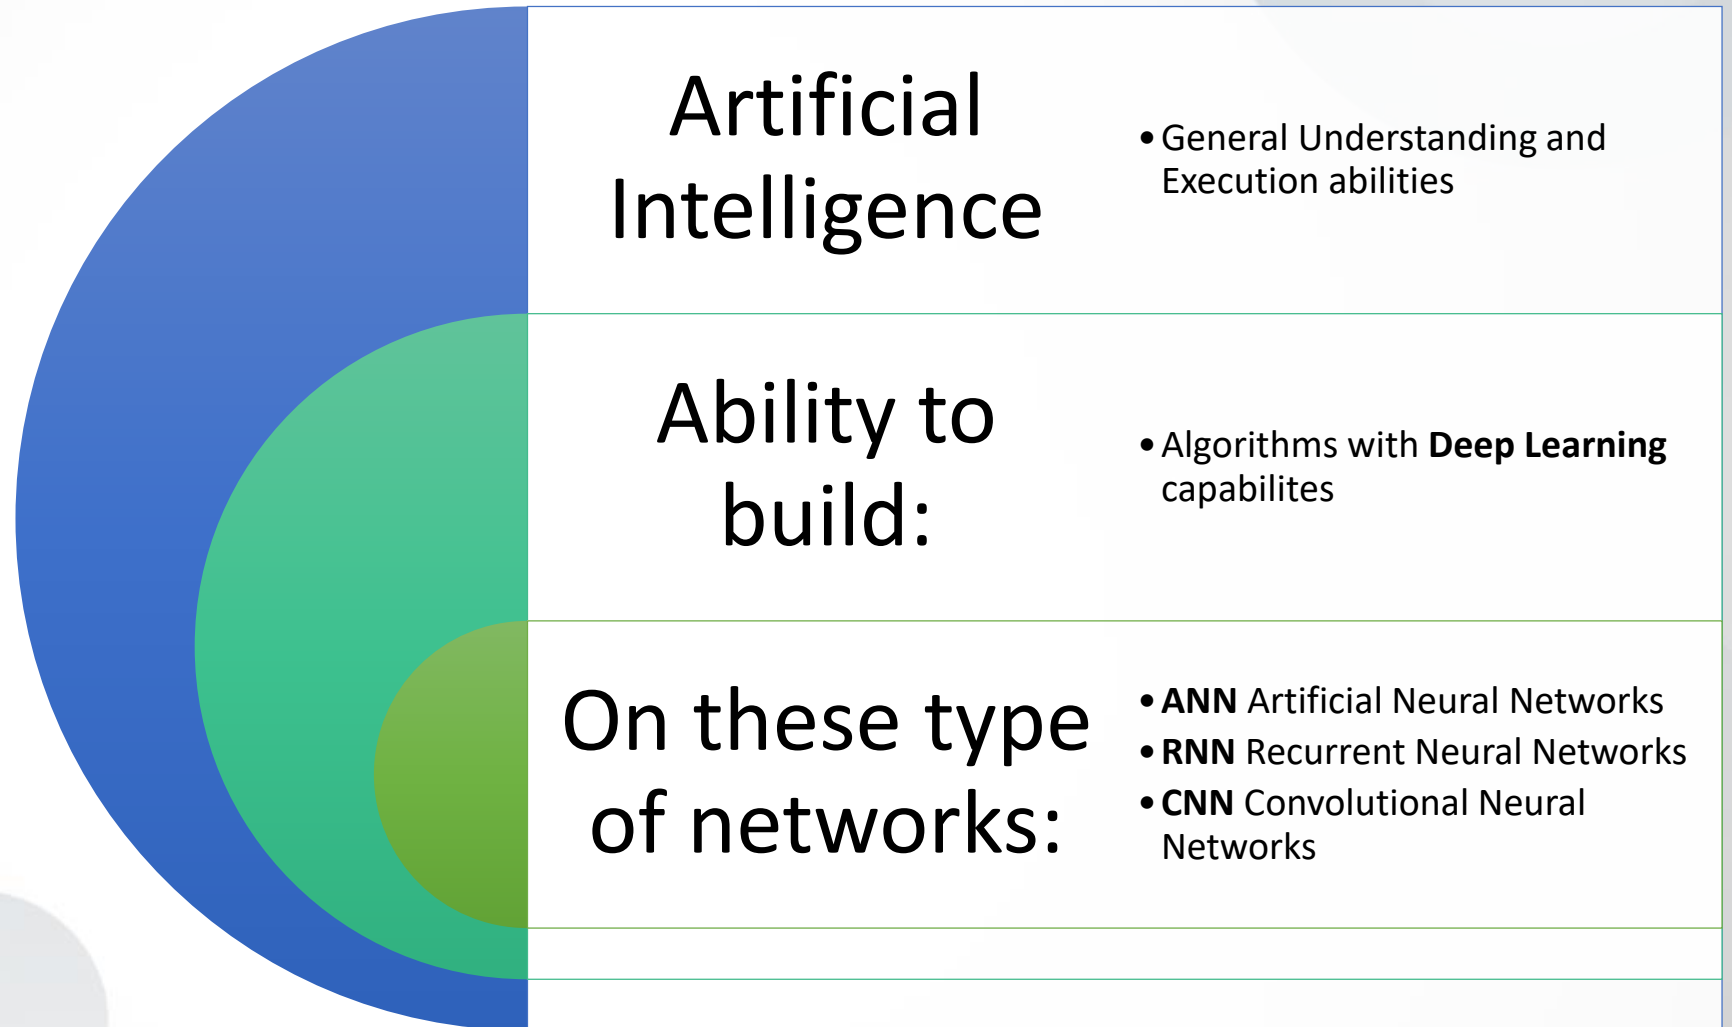 Artificial
Intelligence
•General Understanding and
Execution abilities
Ability to
build:
•Algorithms with Deep Learning
capabilites
On these type
of networks:
•ANN Artificial Neural Networks
•RNN Recurrent Neural Networks
•CNN Convolutional Neural
Networks